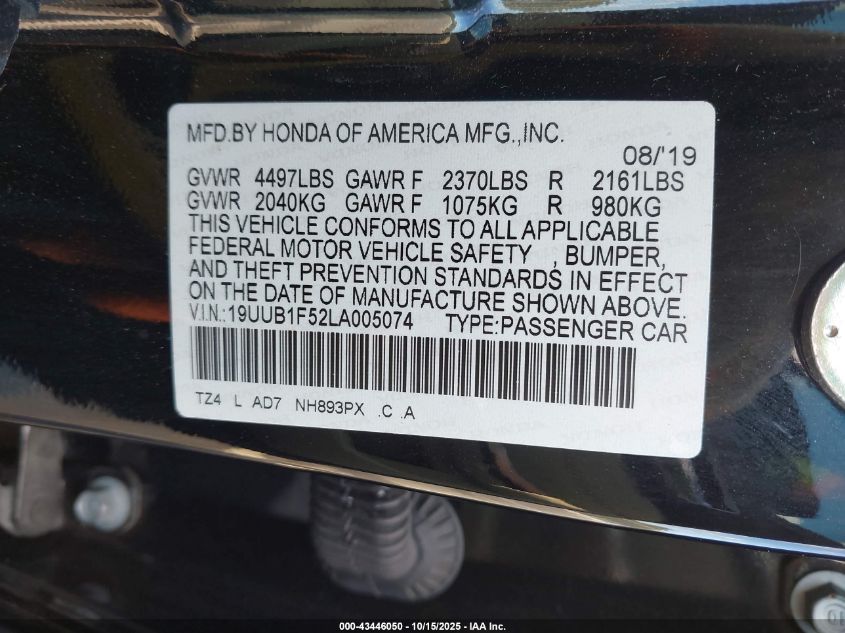 MFD.BY HONDA OF AMERICA MFG.,INC.
08/'19
GVWR 4497LBS GAWR F 2370LBS R 2161LBS
GVWR 2040KG GAWR F 1075KG R 980KG
THIS VEHICLE CONFORMS TO ALL APPLICABLE
FEDERAL MOTOR VEHICLE SAFETY , BUMPER,
AND THEFT PREVENTION STANDARDS IN EFFECT
ON THE DATE OF MANUFACTURE SHOWN ABOVE.
V.I.N.:19UUB1F52LA005074 TYPE:PASSENGER CAR
TZ4 L AD7 NH893PX .C .A
000-43446050 - 10/15/2025 - IAA Inc.